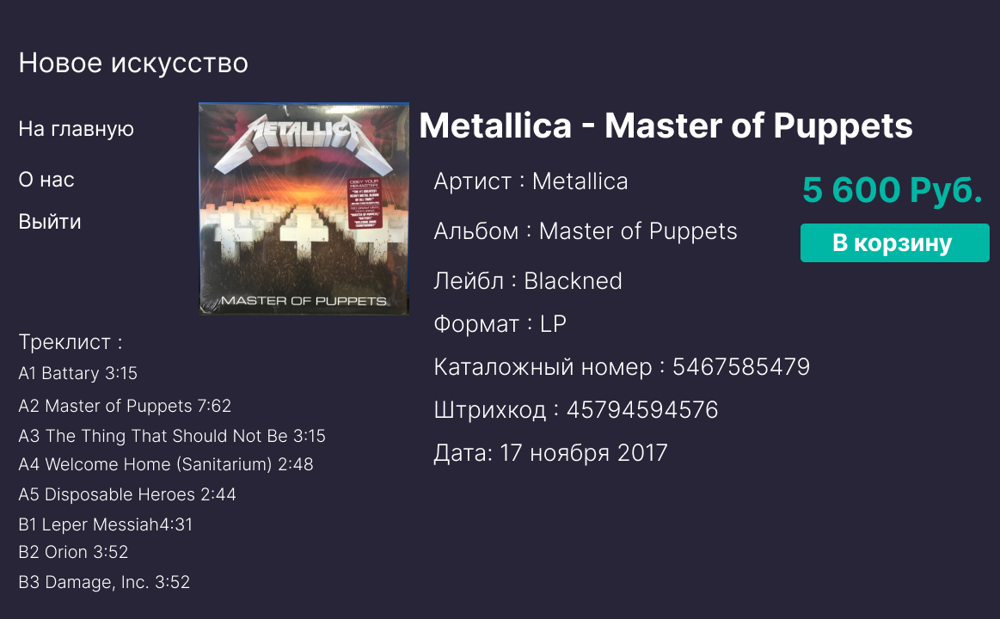 Новое искусство
На главную
О нас
Выйти
METALLICA
OBEY YOUR
REMASTER!
MASTER OF PUPPETS
Metallica - Master of Puppets
Артист : Metallica
Альбом : Master of Puppets
Лейбл : Blackned
Формат : LP
Каталожный номер : 5467585479
Штрихкод : 45794594576
Дата: 17 ноября 2017
5 600 Руб.
В корзину
Треклист :
A1 Battary 3:15
A2 Master of Puppets 7:62
A3 The Thing That Should Not Be 3:15
A4 Welcome Home (Sanitarium) 2:48
A5 Disposable Heroes 2:44
B1 Leper Messiah4:31
B2 Orion 3:52
B3 Damage, Inc. 3:52